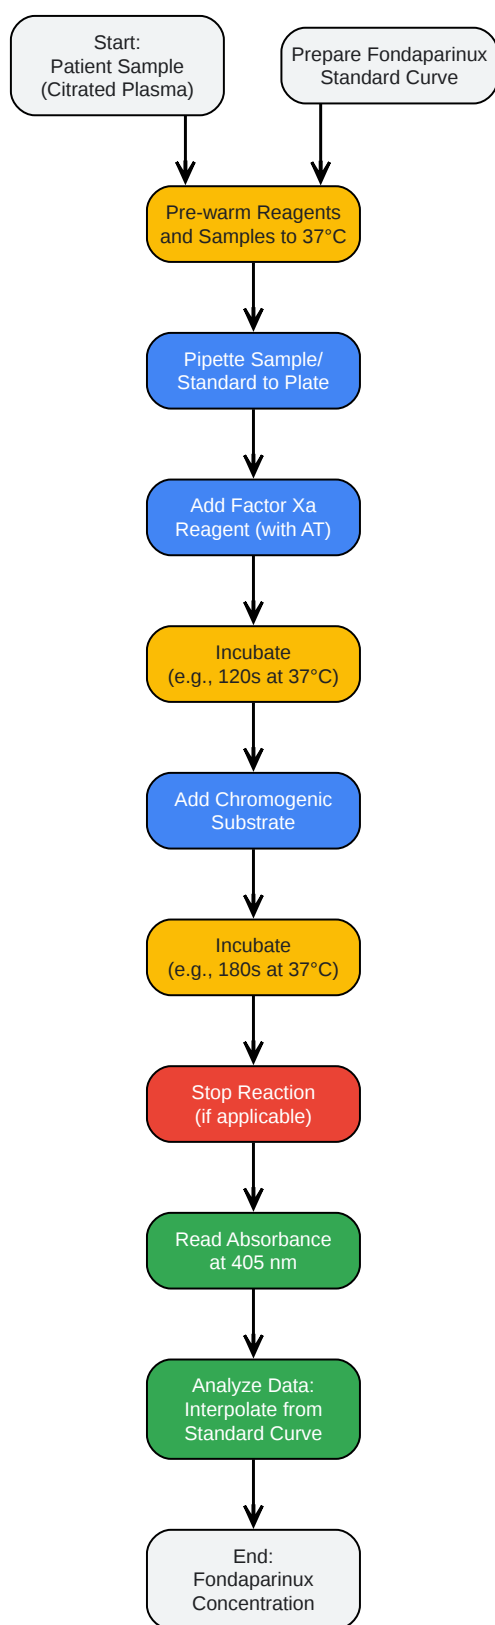 Start:
Patient Sample
(Citrated Plasma)
Prepare Fondaparinux
Standard Curve
Pre-warm Reagents
and Samples to 37°C
Pipette Sample/
Standard to Plate
Add Factor Xa
Reagent (with AT)
Incubate
(e.g., 120s at 37°C)
Add Chromogenic
Substrate
Incubate
(e.g., 180s at 37°C)
Stop Reaction
(if applicable)
Read Absorbance
at 405 nm
Analyze Data:
Interpolate from
Standard Curve
End:
Fondaparinux
Concentration